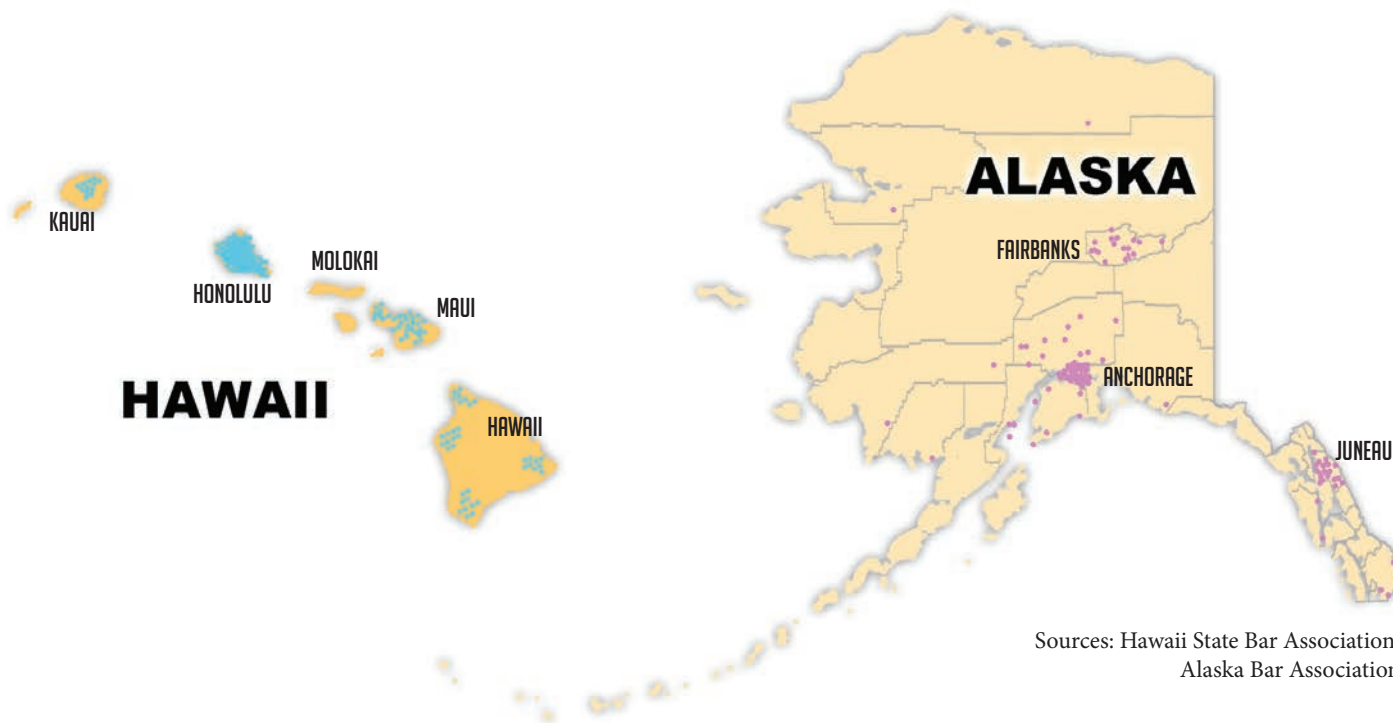 ALASKA
KAUAI
FAIRBANKS
MOLOKAI
HONOLULU
MAUI
ANCHORAGE
HAWAII
HAWAII
JUNEAU
Sources: Hawaii State Bar Association
Alaska Bar Association